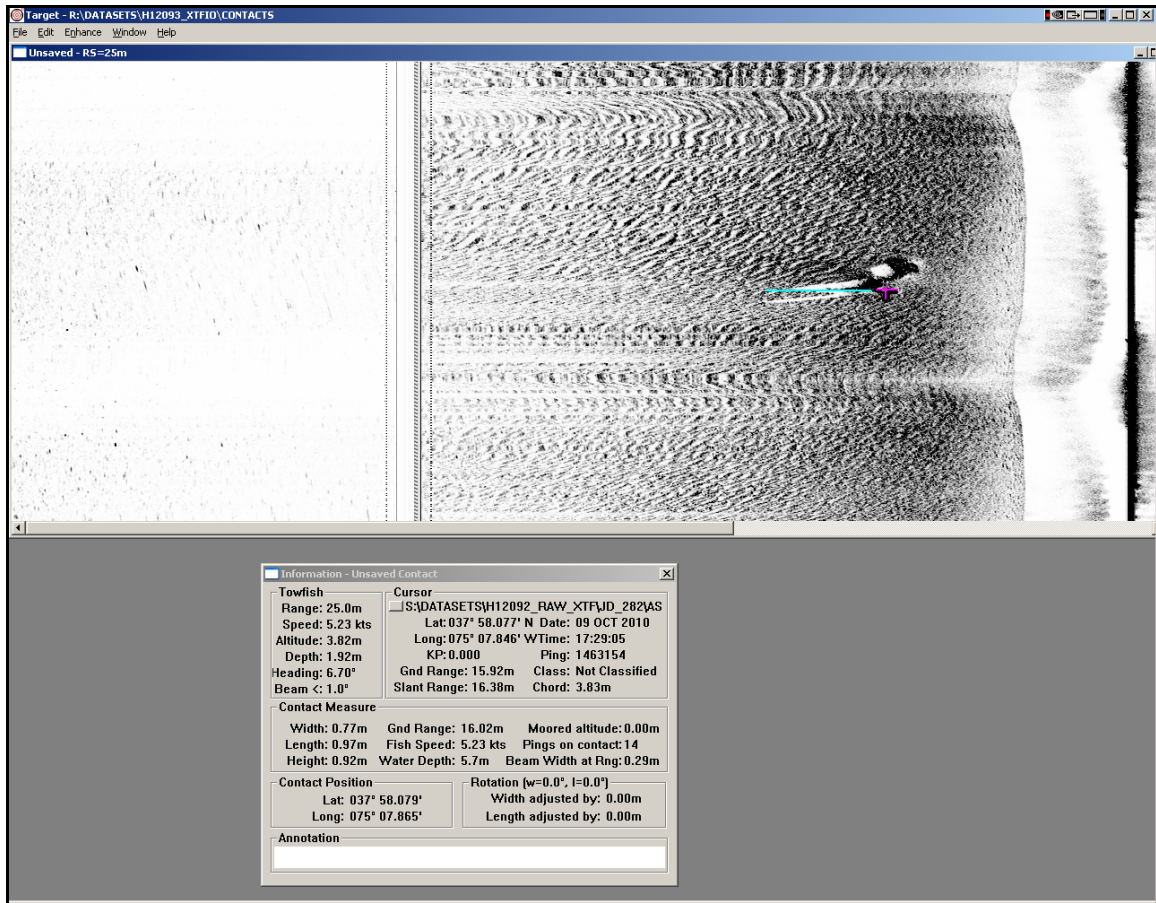 Target - R:\DATASETS\H12093_XTFIO\CONTACTS
File Edit Enhance Window Help
Unsaved - RS=25m
Information - Unsaved Contact
Towfish
Range: 25.0m
Speed: 5.23 kts
Altitude: 3.82m
Depth: 1.92m
Heading: 6.70°
Beam <: 1.0°
Cursor
S:\DATASETS\H12092_RAW_XTF\JD_282\AS
Lat: 037° 58.077' N Date: 09 OCT 2010
Long: 075° 07.846' W Time: 17:29:05
KP: 0.000 Ping: 1463154
Gnd Range: 15.92m Class: Not Classified
Slant Range: 16.38m Chord: 3.83m
Contact Measure
Width: 0.77m Gnd Range: 16.02m Moored altitude: 0.00m
Length: 0.97m Fish Speed: 5.23 kts Pings on contact: 14
Height: 0.92m Water Depth: 5.7m Beam Width at Rng: 0.29m
Contact Position
Lat: 037° 58.079'
Long: 075° 07.865'
Rotation (w=0.0°, l=0.0°)
Width adjusted by: 0.00m
Length adjusted by: 0.00m
Annotation